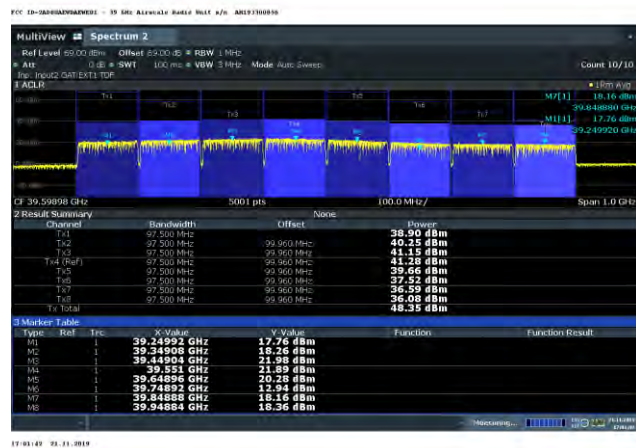 FCC ID-2AD8UAEWDAEWE01 - 39 GHz Airscale Radio Unit s/n AH193700036
MultiView Spectrum 2
Ref Level 69.00 dBm Offset 69.00 dB RBW 1 MHz
Att 0 dB SWT 100 ms VBW 3 MHz Mode Auto Sweep Count 10/10
Inp: Input2 GAT:EXT1 TDF
1 ACLR 1Rm Avg
Tx1 Tx2 Tx3 Tx4 Tx5 Tx6 Tx7
M7[1] 18.16 dBm
39.848880 GHz
M1[1] 17.76 dBm
39.249920 GHz
CF 39.59898 GHz 5001 pts 100.0 MHz/ Span 1.0 GHz
2 Result Summary None
Channel Bandwidth Offset Power
Tx1 97.500 MHz 38.90 dBm
Tx2 97.500 MHz 99.960 MHz 40.25 dBm
Tx3 97.500 MHz 99.960 MHz 41.15 dBm
Tx4 (Ref) 97.500 MHz 99.960 MHz 41.28 dBm
Tx5 97.500 MHz 99.960 MHz 39.66 dBm
Tx6 97.500 MHz 99.960 MHz 37.52 dBm
Tx7 97.500 MHz 99.960 MHz 36.59 dBm
Tx8 97.500 MHz 99.960 MHz 36.08 dBm
Tx Total 48.35 dBm
3 Marker Table
Type Ref Trc X-Value Y-Value Function Function Result
M1 1 39.24992 GHz 17.76 dBm
M2 1 39.34908 GHz 18.26 dBm
M3 1 39.44904 GHz 21.98 dBm
M4 1 39.551 GHz 21.89 dBm
M5 1 39.64896 GHz 20.28 dBm
M6 1 39.74892 GHz 12.94 dBm
M7 1 39.84888 GHz 18.16 dBm
M8 1 39.94884 GHz 18.36 dBm
Measuring...
17:01:42 21.11.2019